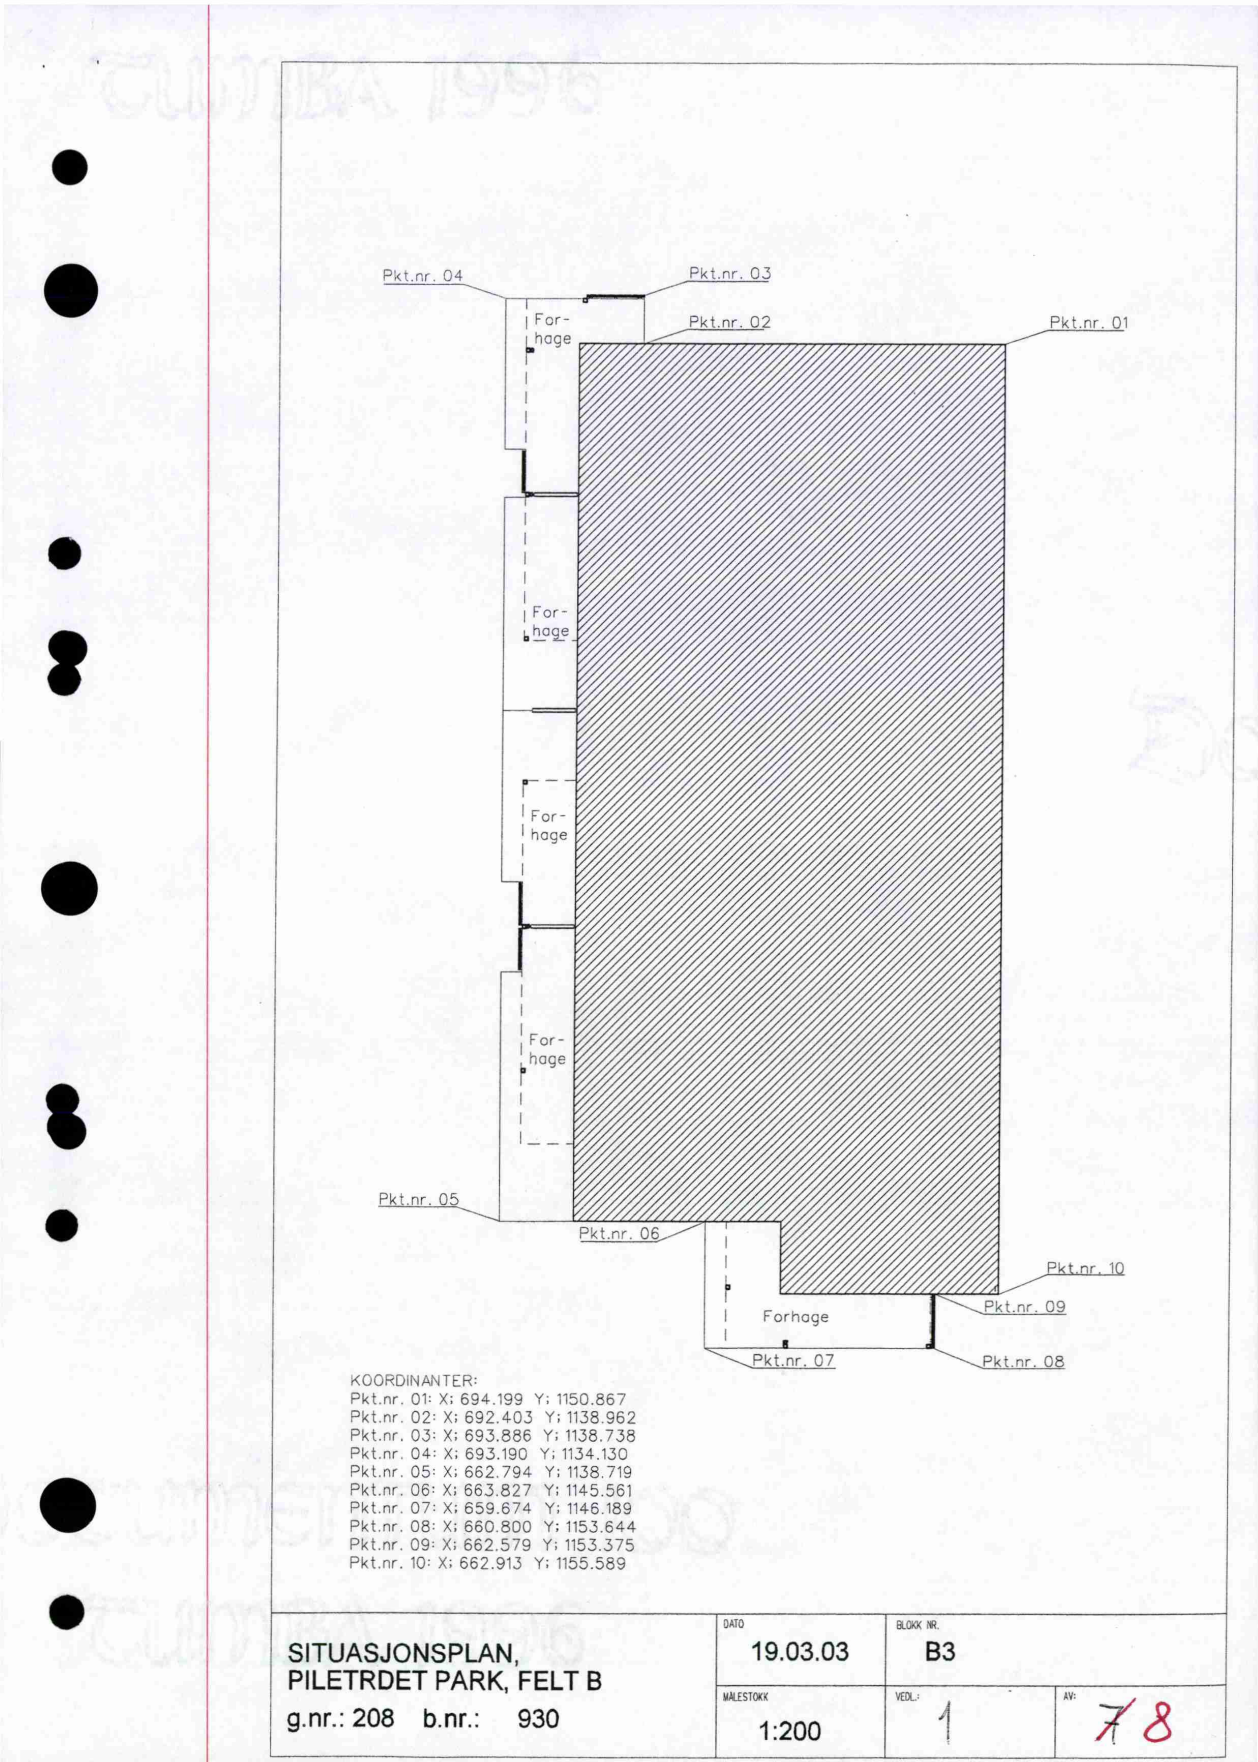 Pkt.nr. 04
Pkt.nr. 03
For-
hage
Pkt.nr. 02
Pkt.nr. 01
For-
hage
For-
hage
For-
hage
Pkt.nr. 05
Pkt.nr. 06
Pkt.nr. 10
Pkt.nr. 09
Forhage
Pkt.nr. 07
Pkt.nr. 08
KOORDINANTER:
Pkt.nr. 01: X: 694.199 Y: 1150.867
Pkt.nr. 02: X: 692.403 Y: 1138.962
Pkt.nr. 03: X: 693.886 Y: 1138.738
Pkt.nr. 04: X: 693.190 Y: 1134.130
Pkt.nr. 05: X: 662.794 Y: 1138.719
Pkt.nr. 06: X: 663.827 Y: 1145.561
Pkt.nr. 07: X: 659.674 Y: 1146.189
Pkt.nr. 08: X: 660.800 Y: 1153.644
Pkt.nr. 09: X: 662.579 Y: 1153.375
Pkt.nr. 10: X: 662.913 Y: 1155.589
SITUASJONSPLAN,
PILETRDET PARK, FELT B
g.nr.: 208 b.nr.: 930
DATO
19.03.03
BLOKK NR.
B3
MÅLESTOKK
1:200
VEDL.:
1
AV:
7 8